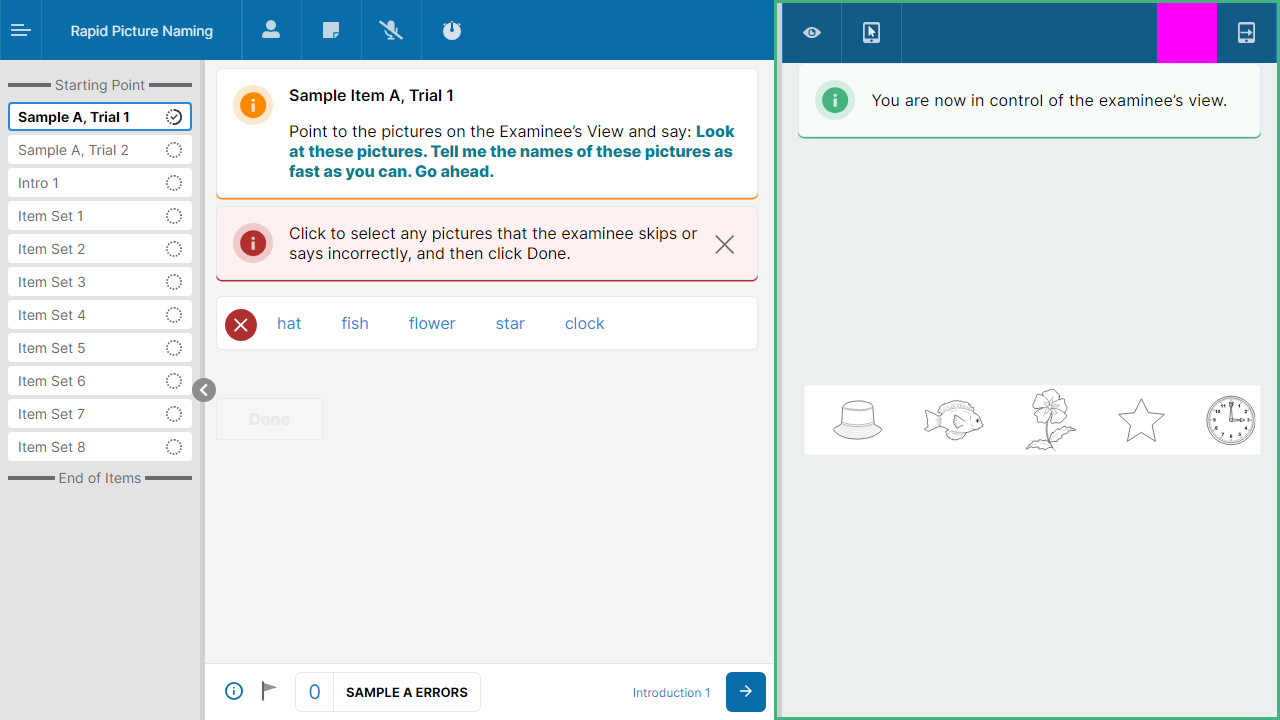 Rapid Picture Naming
Starting Point
Sample A, Trial 1
Sample A, Trial 2
Intro 1
Item Set 1
Item Set 2
Item Set 3
Item Set 4
Item Set 5
Item Set 6
Item Set 7
Item Set 8
End of Items
Sample Item A, Trial 1
Point to the pictures on the Examinee’s View and say: Look
at these pictures. Tell me the names of these pictures as
fast as you can. Go ahead.
Click to select any pictures that the examinee skips or
says incorrectly, and then click Done.
hat fish flower star clock
Done
0 SAMPLE A ERRORS
Introduction 1
You are now in control of the examinee’s view.